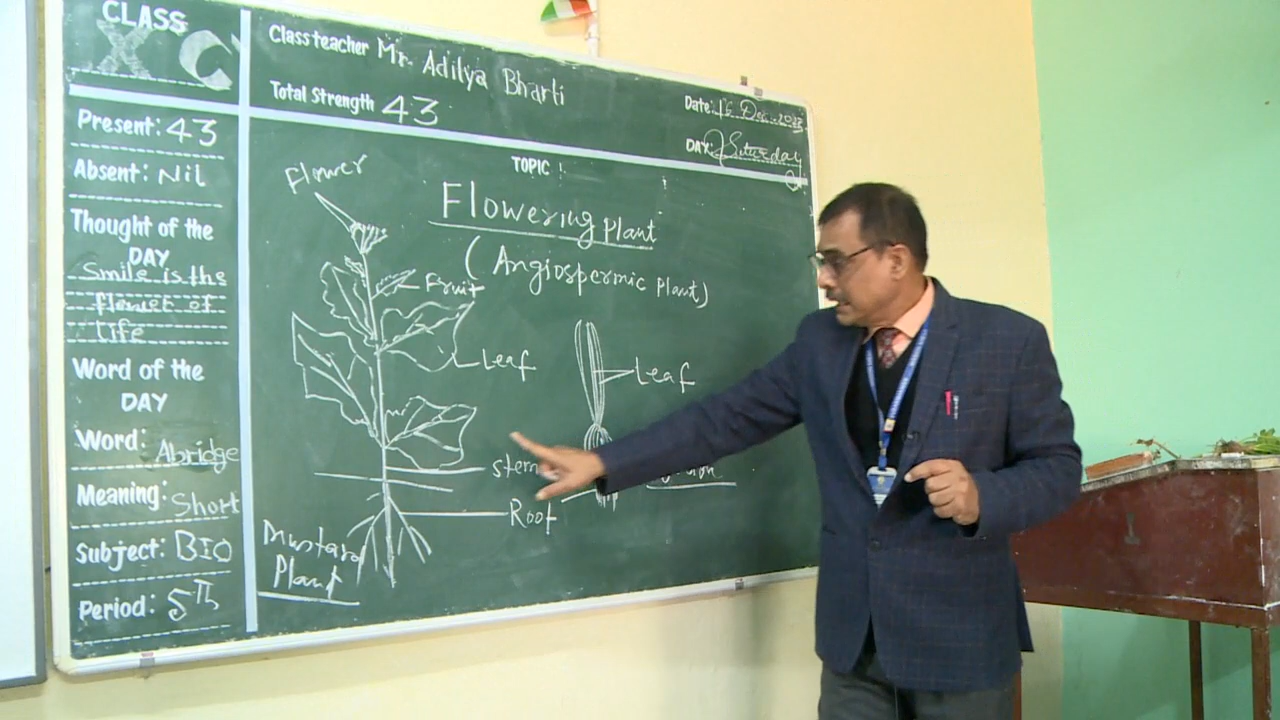 CLASS
XC
Class teacher Mr. Aditya Bharti
Total Strength 43
Date: 16 Dec. 2023
DAY: Saturday
Present: 43
Absent: Nil
Thought of the
DAY
Smile is the
of
life
Word of the
DAY
Word: Abridge
Meaning: Short
Subject: BIO
Period: 5th
TOPIC
Flowering Plant
(Angiospermic Plant)
Flower
Fruit
Leaf
Leaf
Stem
Root
Mustard
Plant